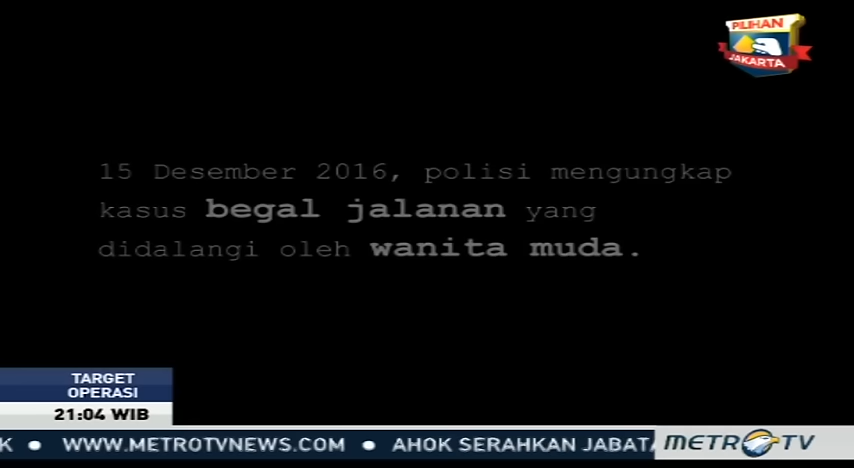 PILIHAN
JAKARTA
15 Desember 2016, polisi mengungkap
kasus begal jalanan yang
didalangi oleh wanita muda.
TARGET
OPERASI
21:04 WIB
K ● WWW.METROTVNEWS.COM ● AHOK SERAHKAN JABATA
METRO TV